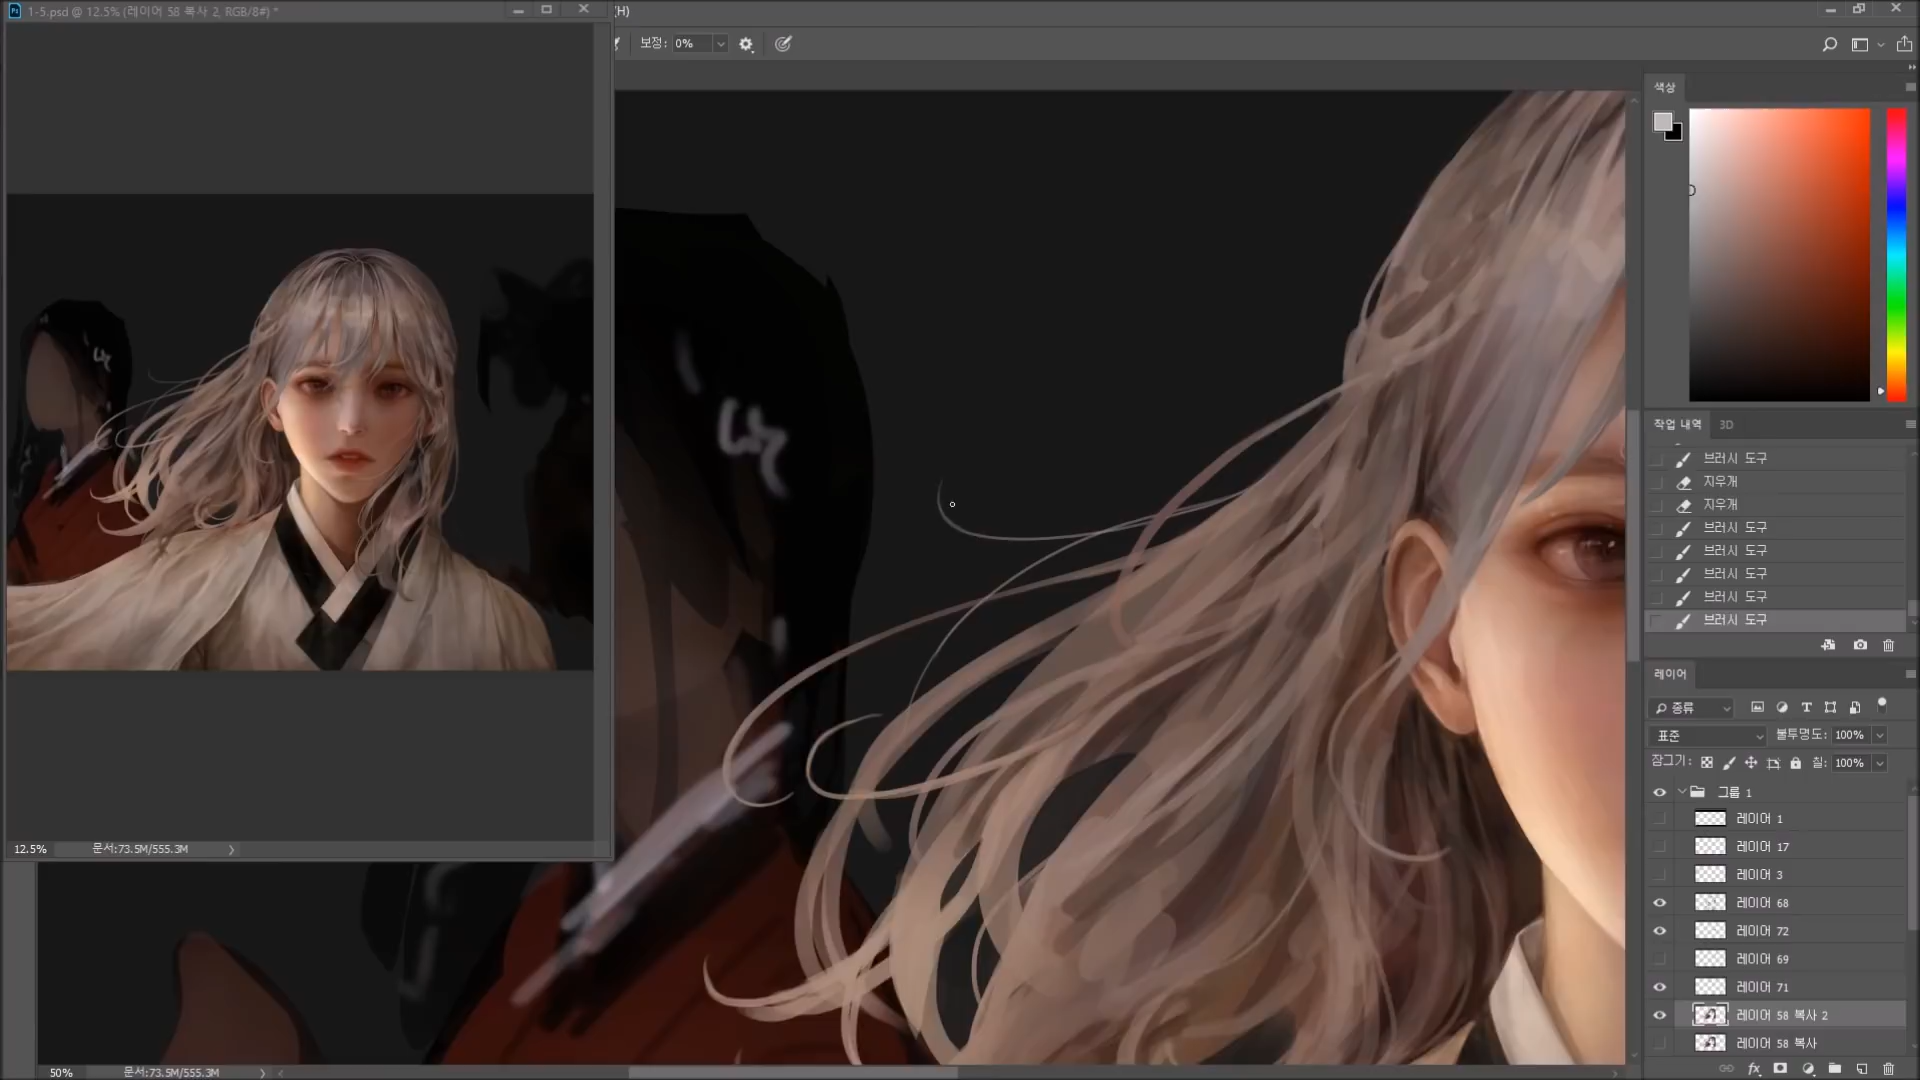 1-5.psd @ 12.5% (레이어 58 복사 2, RGB/8#) *
(H)
보정: 0%
색상
작업 내역
3D
브러시 도구
지우개
지우개
브러시 도구
브러시 도구
브러시 도구
브러시 도구
브러시 도구
레이어
종류
표준
불투명도: 100%
잠그기:
칠: 100%
그룹 1
레이어 1
레이어 17
레이어 3
레이어 68
레이어 72
레이어 69
레이어 71
레이어 58 복사 2
레이어 58 복사
12.5%
문서:73.5M/555.3M
50%
문서:73.5M/555.3M